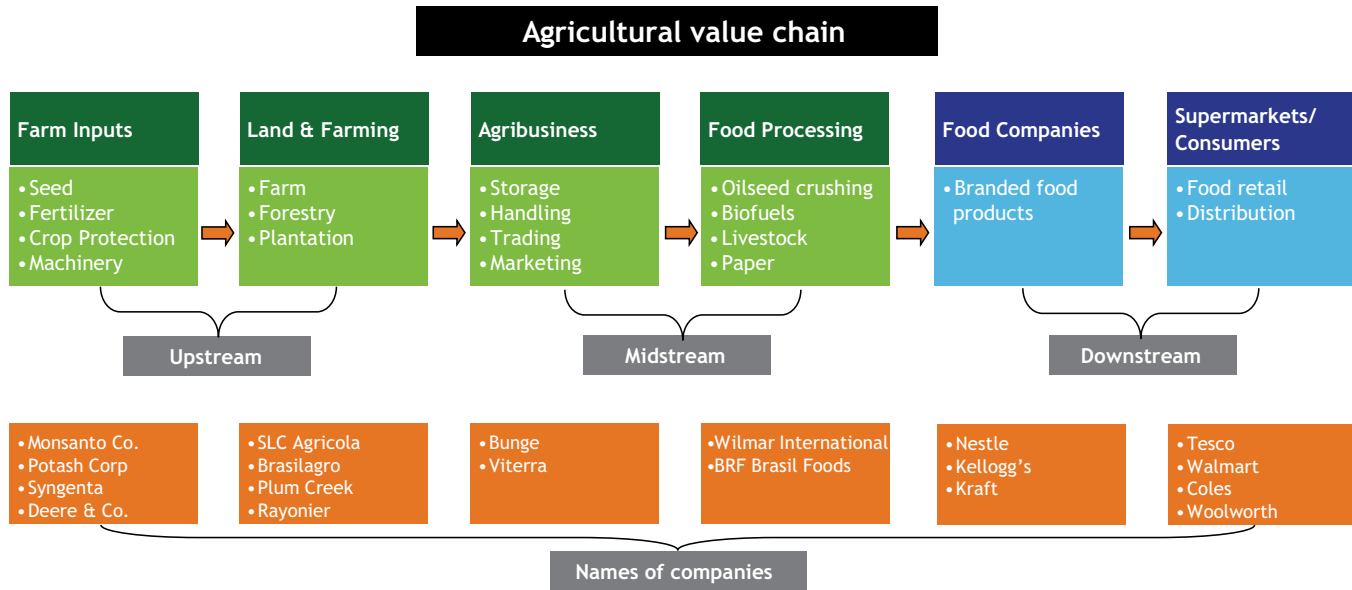 Agricultural value chain
Farm Inputs
• Seed
• Fertilizer
• Crop Protection
• Machinery
Land & Farming
• Farm
• Forestry
• Plantation
Agribusiness
• Storage
• Handling
• Trading
• Marketing
Food Processing
• Oilseed crushing
• Biofuels
• Livestock
• Paper
Food Companies
• Branded food
products
Supermarkets/
Consumers
• Food retail
• Distribution
Upstream
Midstream
Downstream
• Monsanto Co.
• Potash Corp
• Syngenta
• Deere & Co.
• SLC Agricola
• Brasilagro
• Plum Creek
• Rayonier
• Bunge
• Viterra
• Wilmar International
• BRF Brasil Foods
• Nestle
• Kellogg’s
• Kraft
• Tesco
• Walmart
• Coles
• Woolworth
Names of companies